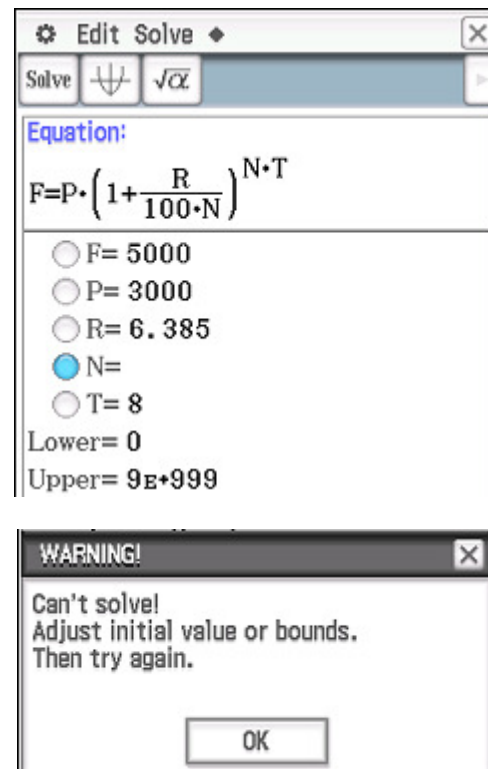 Edit Solve
Solve √α
Equation:
F=P·(1+R/(100·N))^N·T
F= 5000
P= 3000
R= 6.385
N=
T= 8
Lower= 0
Upper= 9ᴇ+999
WARNING!
Can't solve!
Adjust initial value or bounds.
Then try again.
OK